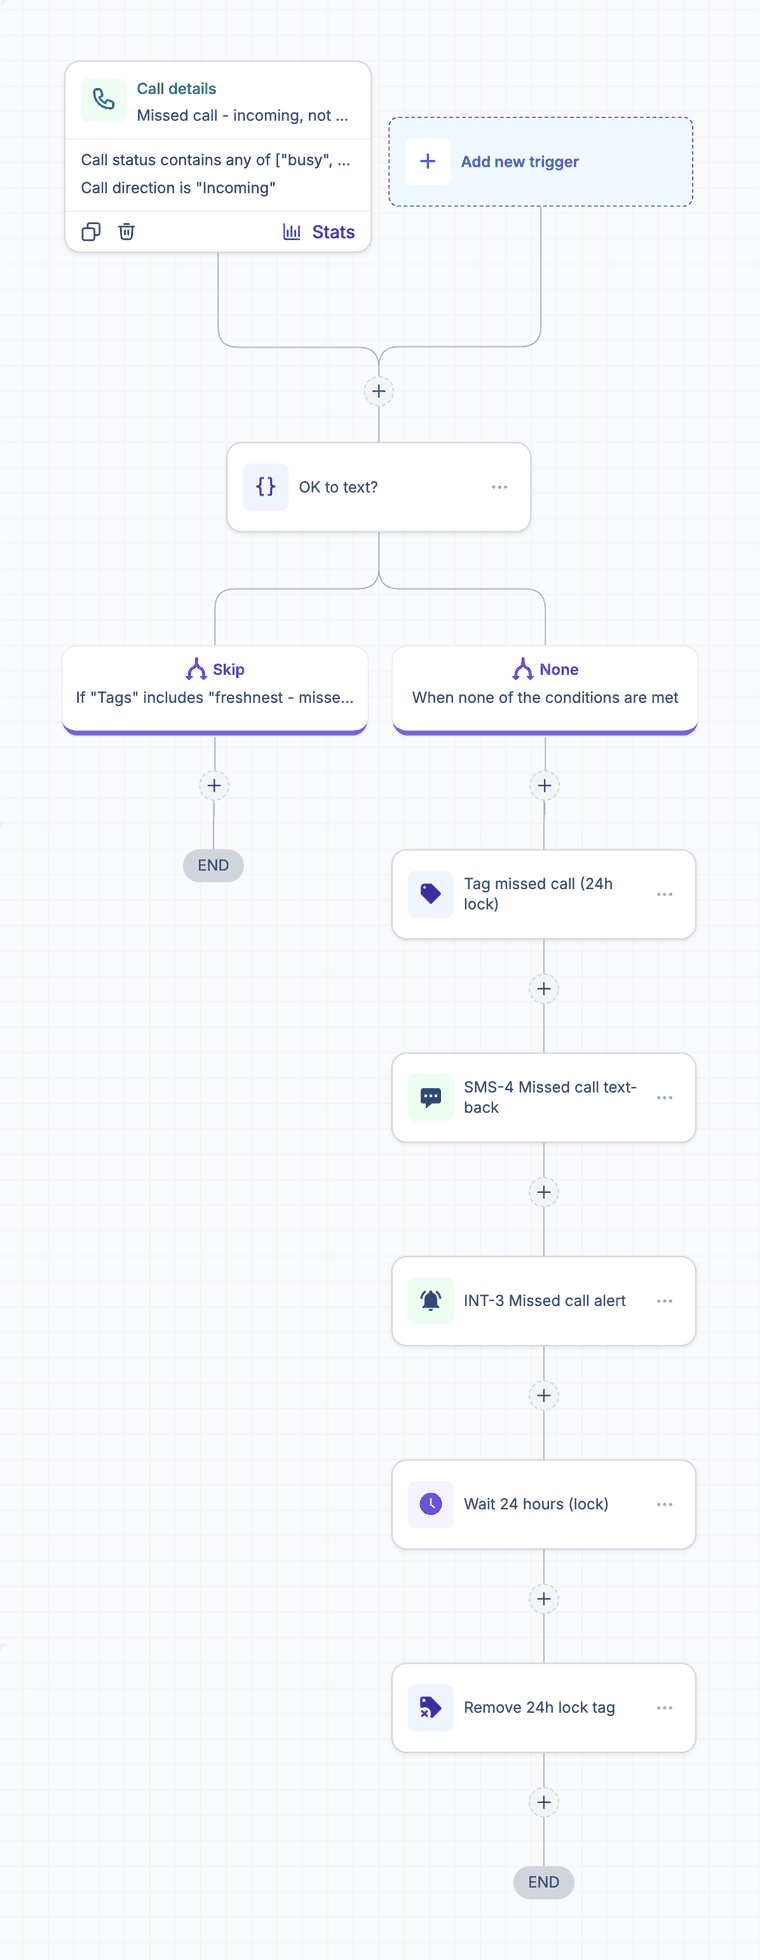 Call details
Missed call - incoming, not ...
Call status contains any of ["busy", ...
Call direction is "Incoming"
Stats
Add new trigger
OK to text?
Skip
If "Tags" includes "freshnest - misse...
None
When none of the conditions are met
END
Tag missed call (24h
lock)
SMS-4 Missed call text-
back
INT-3 Missed call alert
Wait 24 hours (lock)
Remove 24h lock tag
END